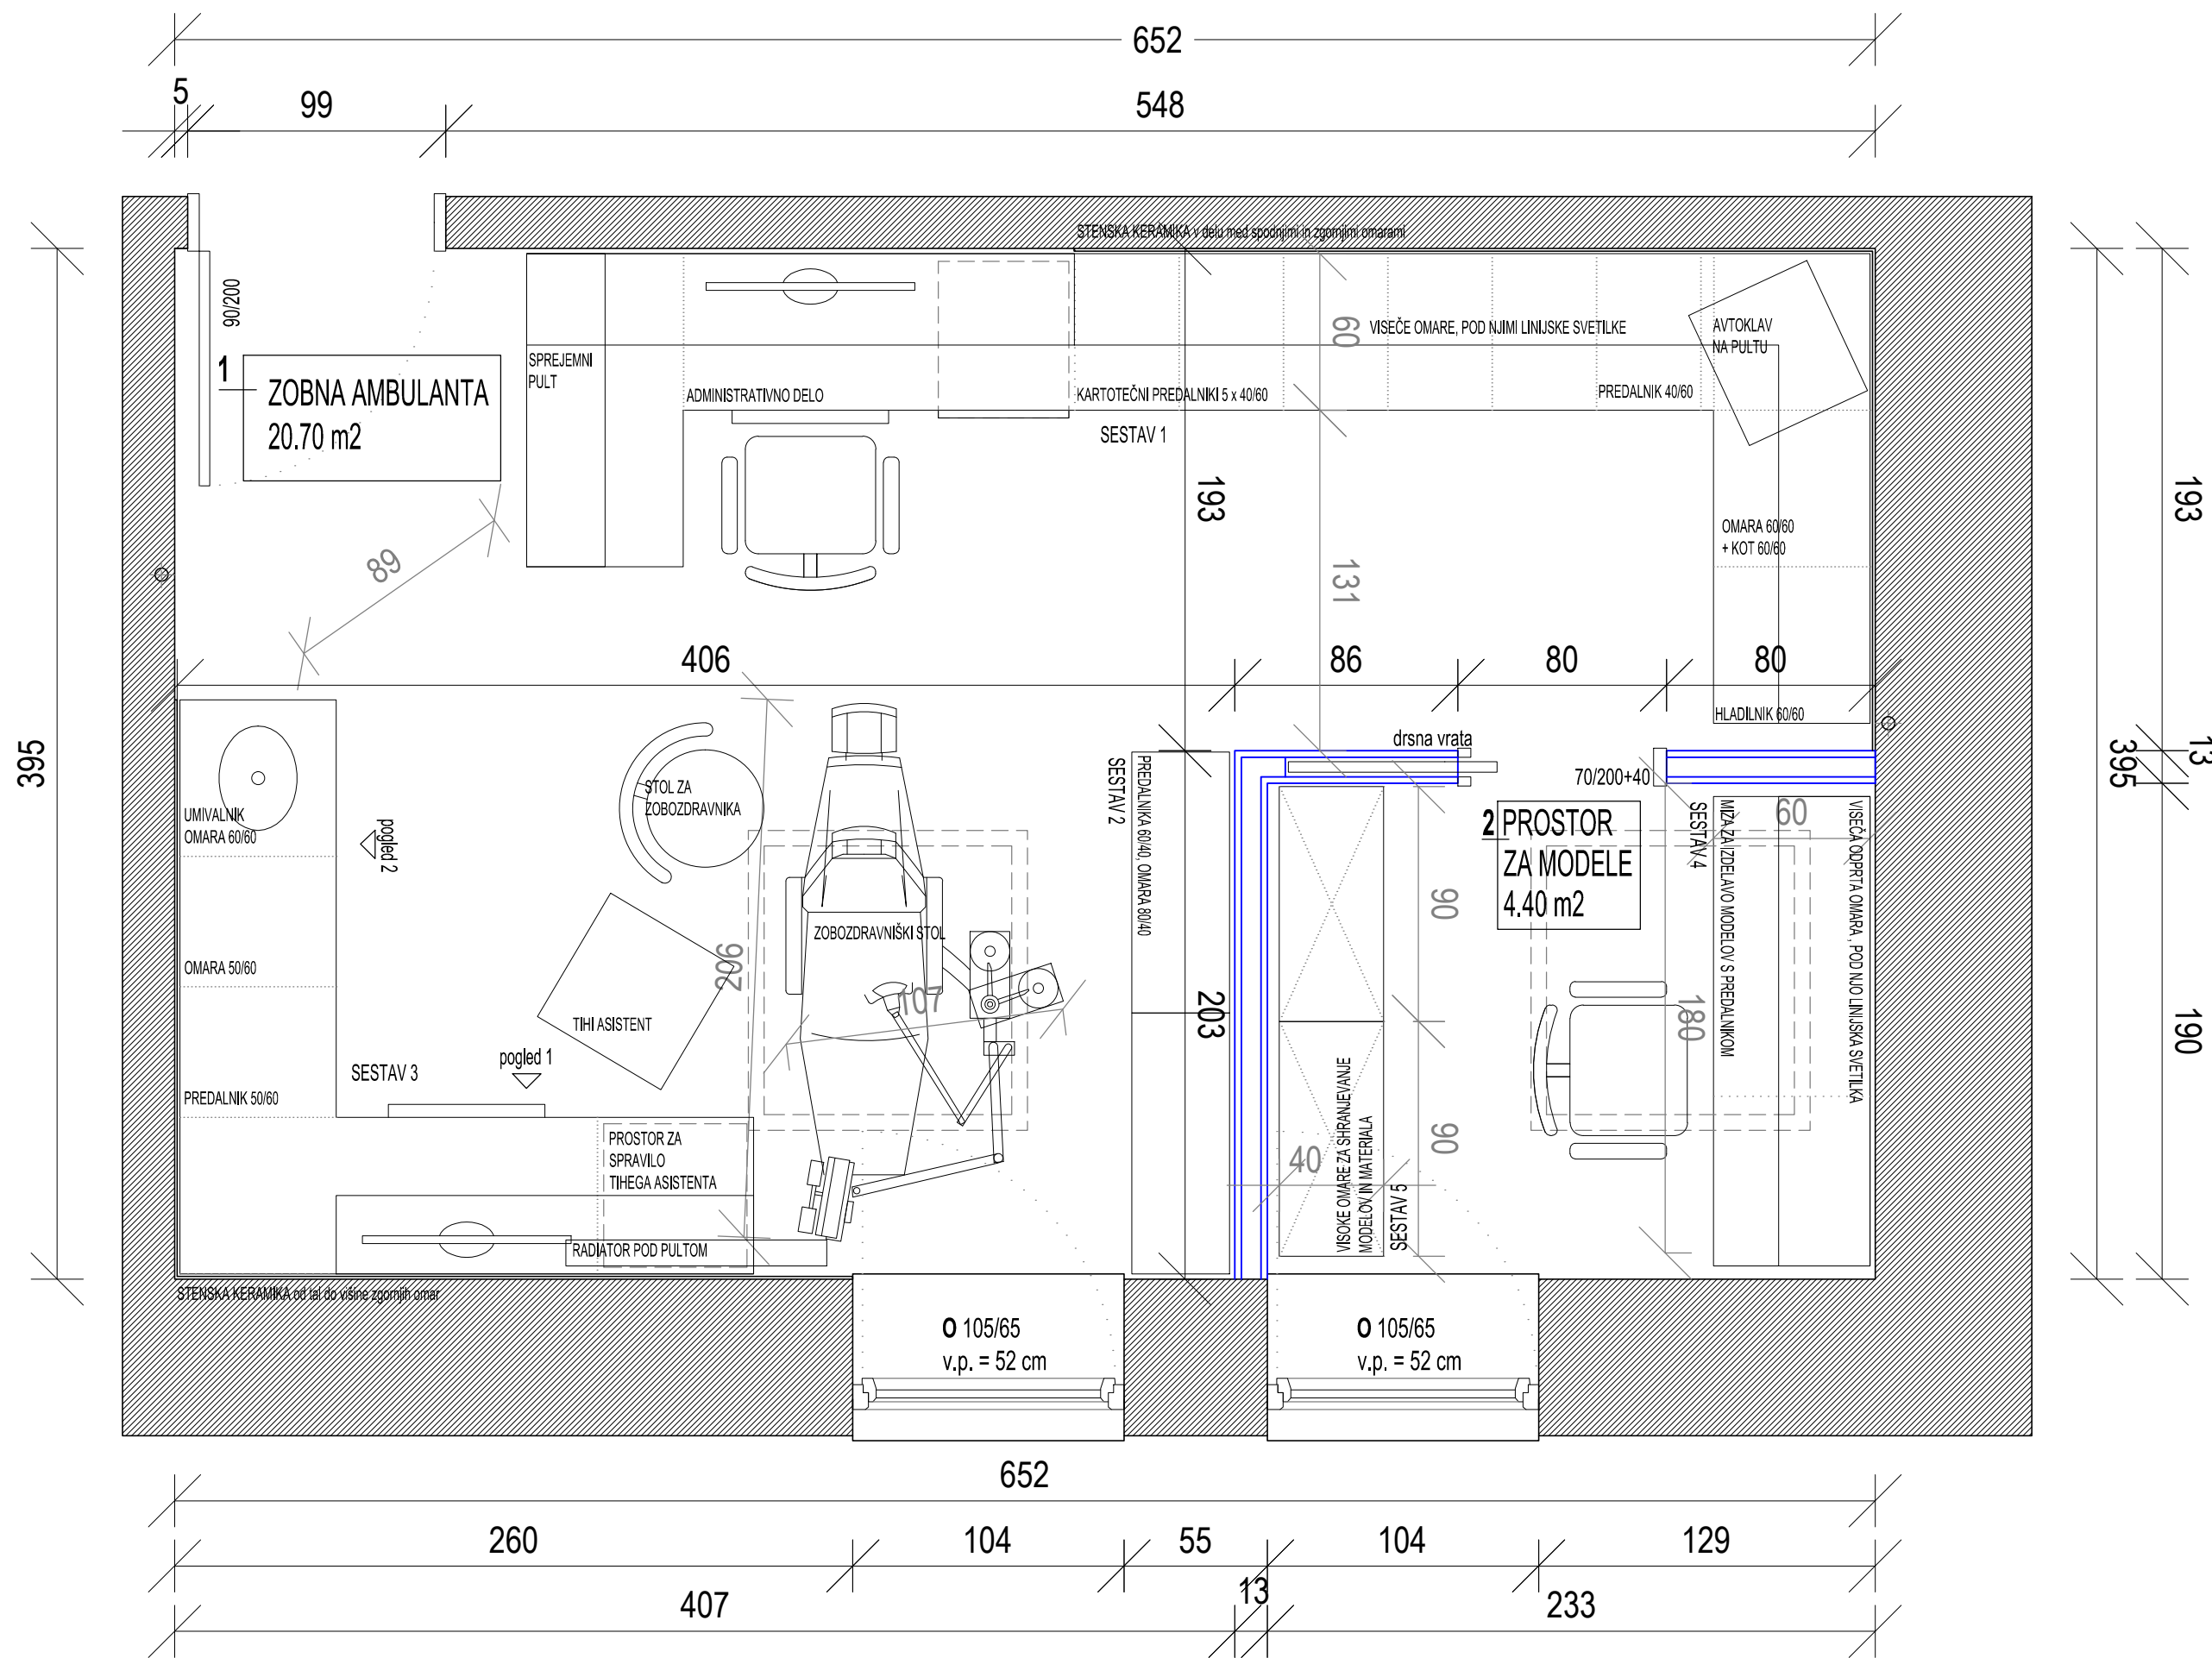 652
5
99
548
STENSKA KERAMIKA v delu med spodnjimi in zgornjimi omarami
90/200
1
ZOBNA AMBULANTA
20.70 m2
SPREJEMNI
PULT
ADMINISTRATIVNO DELO
KARTOTEČNI PREDALNIKI 5 x 40/60
SESTAV 1
60
VISEČE OMARE, POD NJIMI LINIJSKE SVETILKE
PREDALNIK 40/60
AVTOKLAV
NA PULTU
OMARA 60/60
+ KOT 60/60
HLADILNIK 60/60
193
131
89
395
406
86
80
80
193
13
395
190
UMIVALNIK
OMARA 60/60
pogled 2
OMARA 50/60
PREDALNIK 50/60
STOL ZA
ZOBOZDRAVNIKA
TIHI ASISTENT
pogled 1
SESTAV 3
206
ZOBOZDRAVNIŠKI STOL
107
PROSTOR ZA
SPRAVILO
TIHEGA ASISTENTA
RADIATOR POD PULTOM
STENSKA KERAMIKA od tal do višine zgornjih omar
SESTAV 2
PREDALNIKA 60/40, OMARA 80/40
203
drsna vrata
70/200+40
2 PROSTOR
ZA MODELE
4.40 m2
90
90
40
VISOKE OMARE ZA SHRANJEVANJE
MODELOV IN MATERIALA
SESTAV 5
180
SESTAV 4
MIZA ZA IZDELAVO MODELOV S PREDALNIKOM
60
VISEČA ODPRTA OMARA , POD NJO LINIJSKA SVETILKA
O 105/65
v.p. = 52 cm
O 105/65
v.p. = 52 cm
652
260
104
55
104
129
407
13
233